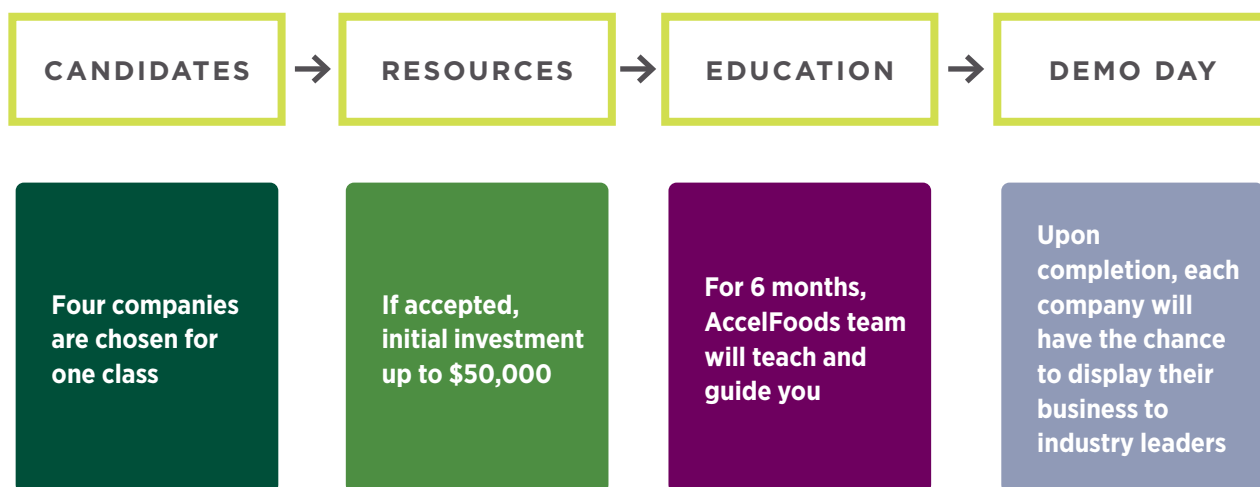 CANDIDATES
RESOURCES
EDUCATION
DEMO DAY
Four companies
are chosen for
one class
If accepted,
initial investment
up to $50,000
For 6 months,
AccelFoods team
will teach and
guide you
Upon
completion, each
company will
have the chance
to display their
business to
industry leaders